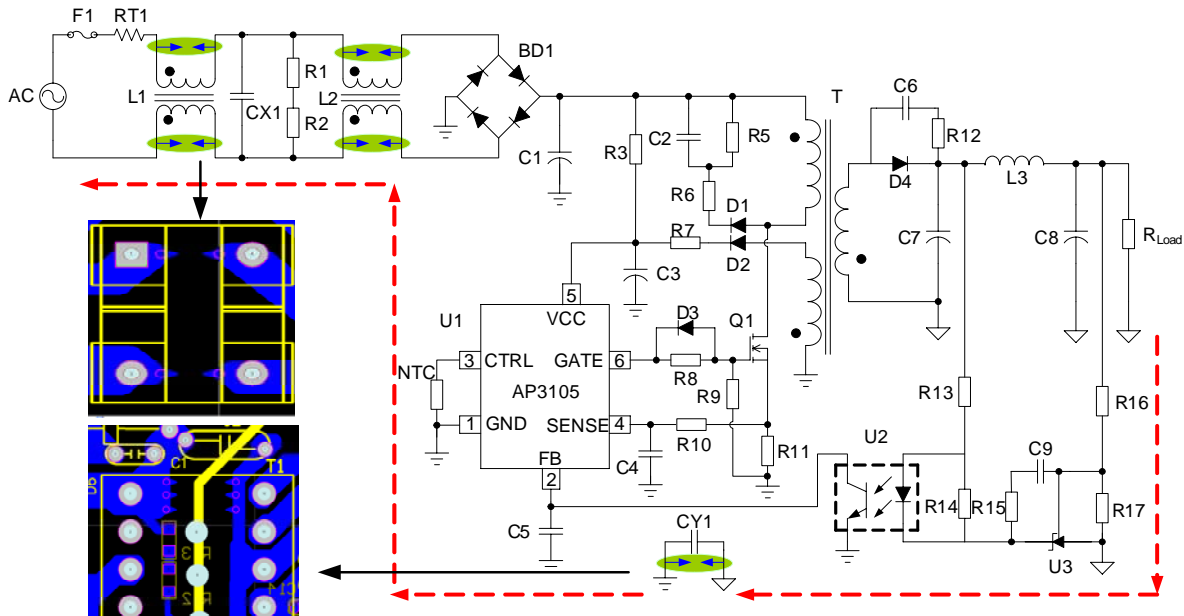 F1
RT1
AC
L1
CX1
R1
R2
L2
BD1
C1
R3
C2
R5
R6
D1
R7
D2
C3
T
C6
R12
D4
L3
C7
C8
RLoad
U1
5
VCC
3 CTRL
GATE 6
AP3105
1 GND
SENSE 4
FB
2
NTC
D3
R8
Q1
R9
R10
C4
R11
C5
CY1
U2
R13
R14
R15
C9
R16
R17
U3
C1
T1
R3
R2
C14